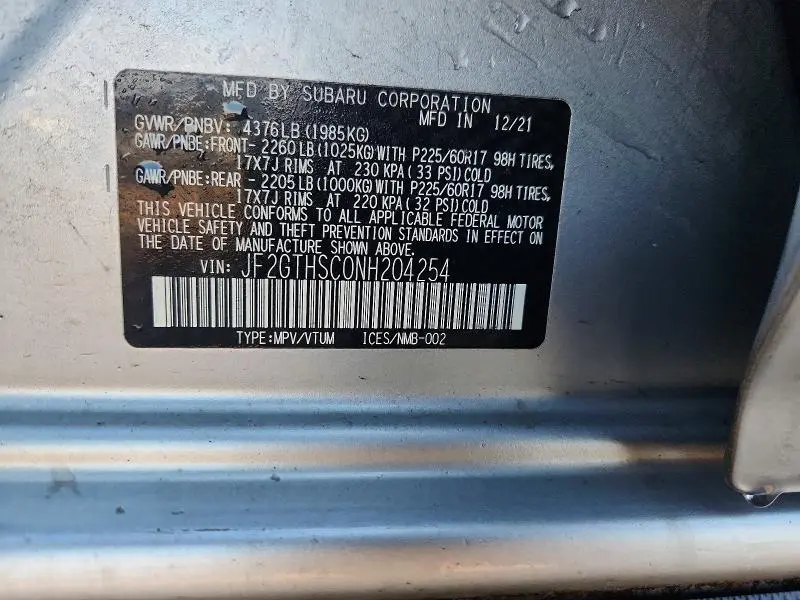 MFD BY SUBARU CORPORATION
MFD IN 12/21
GVWR/PNBV: 4376LB(1985KG)
GAWR/PNBE:FRONT- 2260LB(1025KG)WITH P225/60R17 98H TIRES,
17X7J RIMS AT 230 KPA(33 PSI)COLD
GAWR/PNBE:REAR - 2205LB(1000KG)WITH P225/60R17 98H TIRES,
17X7J RIMS AT 220 KPA(32 PSI)COLD
THIS VEHICLE CONFORMS TO ALL APPLICABLE FEDERAL MOTOR
VEHICLE SAFETY AND THEFT PREVENTION STANDARDS IN EFFECT ON
THE DATE OF MANUFACTURE SHOWN ABOVE.
VIN: JF2GTHSC0NH204254
TYPE:MPV/VTUM ICES/NMB-002